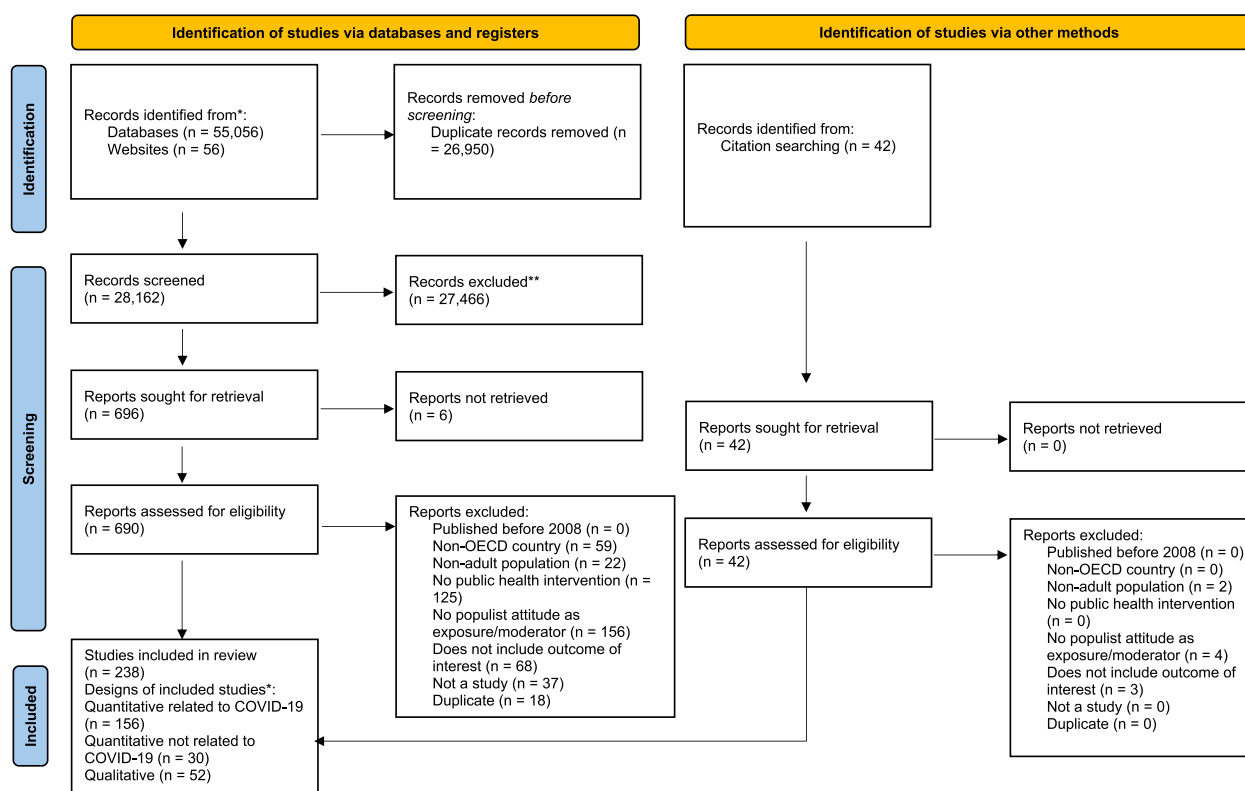 Identification of studies via databases and registers
Identification of studies via other methods
Identification
Records identified from*:
Databases (n = 55,056)
Websites (n = 56)
Records removed before
screening:
Duplicate records removed (n
= 26,950)
Records identified from:
Citation searching (n = 42)
Screening
Records screened
(n = 28,162)
Records excluded**
(n = 27,466)
Reports sought for retrieval
(n = 696)
Reports not retrieved
(n = 6)
Reports sought for retrieval
(n = 42)
Reports not retrieved
(n = 0)
Reports assessed for eligibility
(n = 690)
Reports excluded:
Published before 2008 (n = 0)
Non-OECD country (n = 59)
Non-adult population (n = 22)
No public health intervention (n =
125)
No populist attitude as
exposure/moderator (n = 156)
Does not include outcome of
interest (n = 68)
Not a study (n = 37)
Duplicate (n = 18)
Reports assessed for eligibility
(n = 42)
Reports excluded:
Published before 2008 (n = 0)
Non-OECD country (n = 0)
Non-adult population (n = 2)
No public health intervention
(n = 0)
No populist attitude as
exposure/moderator (n = 4)
Does not include outcome of
interest (n = 3)
Not a study (n = 0)
Duplicate (n = 0)
Included
Studies included in review
(n = 238)
Designs of included studies*:
Quantitative related to COVID-19
(n = 156)
Quantitative not related to
COVID-19 (n = 30)
Qualitative (n = 52)